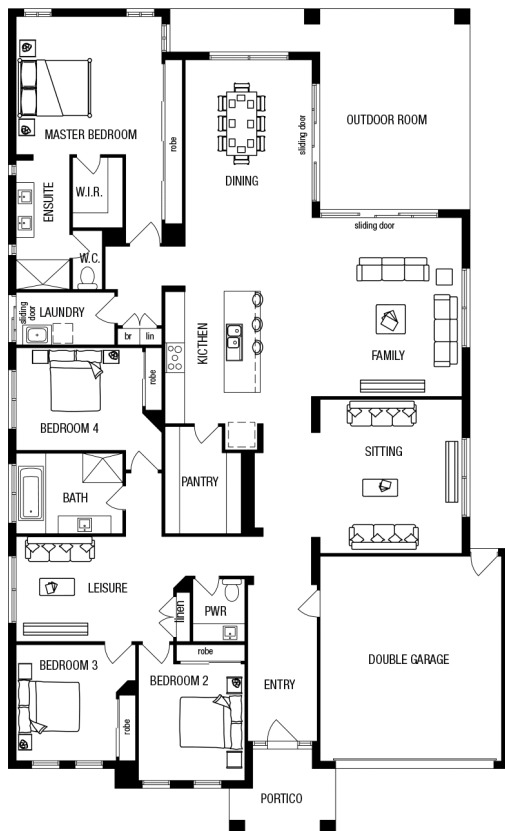 OUTDOOR ROOM
sliding door
MASTER BEDROOM
robe
DINING
W.I.R.
ENSUITE
sliding door
W.C.
sliding door
LAUNDRY
br
lin
KICTHEN
FAMILY
robe
BEDROOM 4
SITTING
PANTRY
BATH
LEISURE
linen
PWR
robe
DOUBLE GARAGE
BEDROOM 3
BEDROOM 2
ENTRY
robe
PORTICO